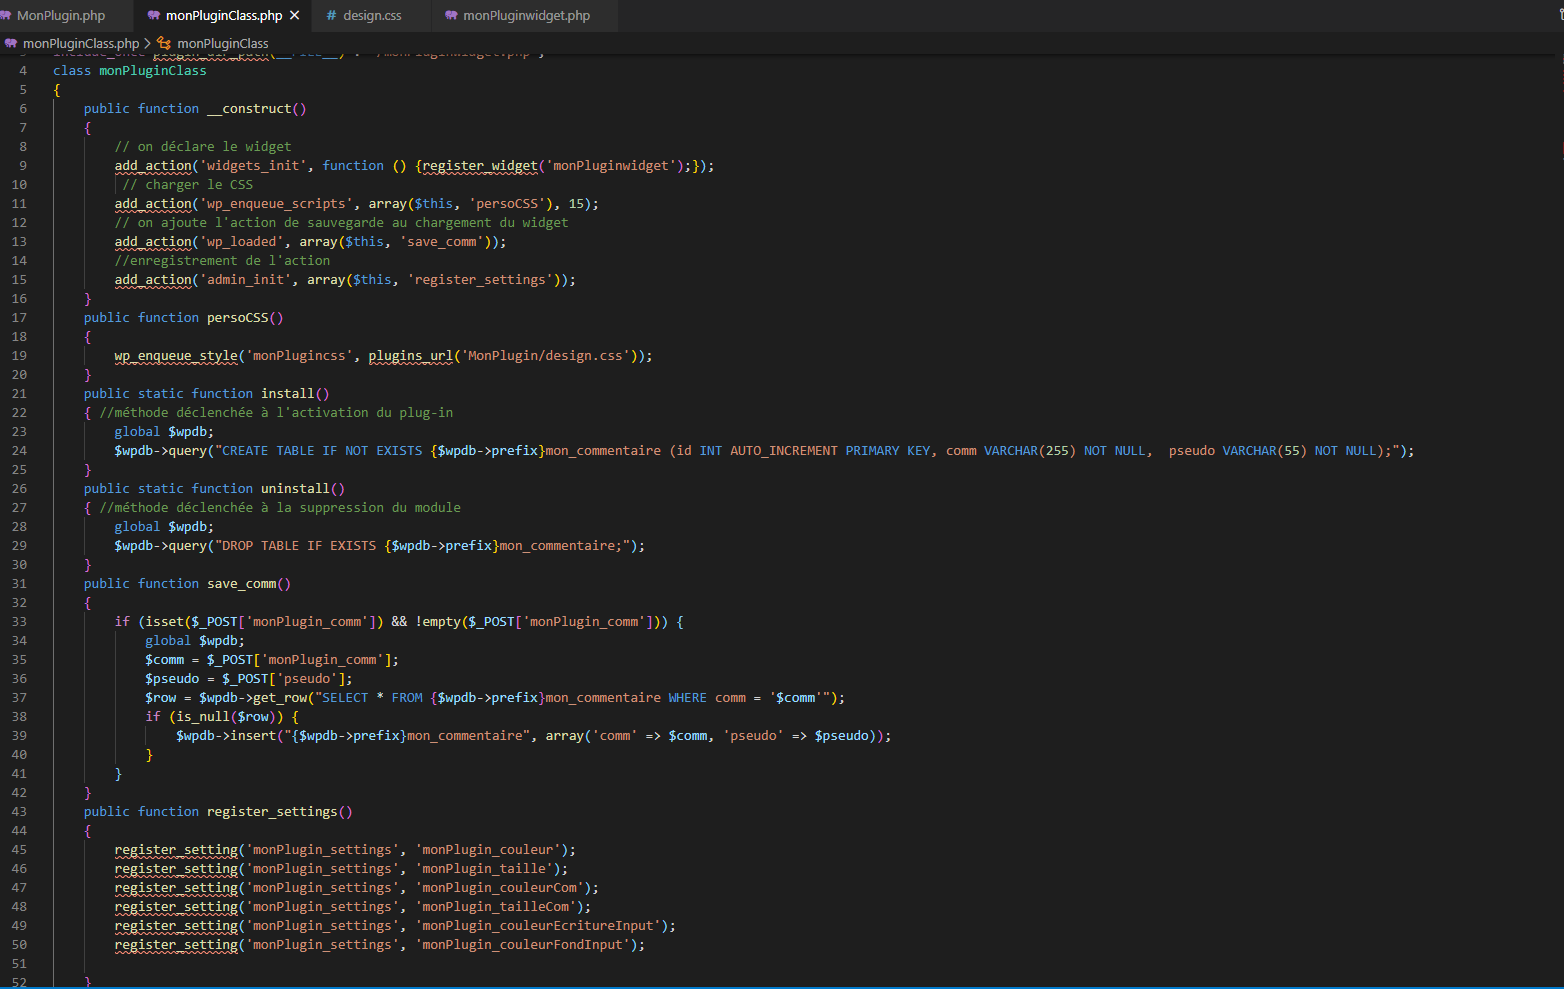 MonPlugin.php
monPluginClass.php
# design.css
monPluginwidget.php
monPluginClass.php > monPluginClass
4 class monPluginClass
5 {
6 public function __construct()
7 {
8 // on déclare le widget
9 add_action('widgets_init', function () {register_widget('monPluginwidget');});
10 // charger le CSS
11 add_action('wp_enqueue_scripts', array($this, 'persoCSS'), 15);
12 // on ajoute l'action de sauvegarde au chargement du widget
13 add_action('wp_loaded', array($this, 'save_comm'));
14 //enregistrement de l'action
15 add_action('admin_init', array($this, 'register_settings'));
16 }
17 public function persoCSS()
18 {
19 wp_enqueue_style('monPlugincss', plugins_url('MonPlugin/design.css'));
20 }
21 public static function install()
22 { //méthode déclenchée à l'activation du plug-in
23 global $wpdb;
24 $wpdb->query("CREATE TABLE IF NOT EXISTS {$wpdb->prefix}mon_commentaire (id INT AUTO_INCREMENT PRIMARY KEY, comm VARCHAR(255) NOT NULL,  pseudo VARCHAR(55) NOT NULL);");
25 }
26 public static function uninstall()
27 { //méthode déclenchée à la suppression du module
28 global $wpdb;
29 $wpdb->query("DROP TABLE IF EXISTS {$wpdb->prefix}mon_commentaire;");
30 }
31 public function save_comm()
32 {
33 if (isset($_POST['monPlugin_comm']) && !empty($_POST['monPlugin_comm'])) {
34 global $wpdb;
35 $comm = $_POST['monPlugin_comm'];
36 $pseudo = $_POST['pseudo'];
37 $row = $wpdb->get_row("SELECT * FROM {$wpdb->prefix}mon_commentaire WHERE comm = '$comm'");
38 if (is_null($row)) {
39 $wpdb->insert("{$wpdb->prefix}mon_commentaire", array('comm' => $comm, 'pseudo' => $pseudo));
40 }
41 }
42 }
43 public function register_settings()
44 {
45 register_setting('monPlugin_settings', 'monPlugin_couleur');
46 register_setting('monPlugin_settings', 'monPlugin_taille');
47 register_setting('monPlugin_settings', 'monPlugin_couleurCom');
48 register_setting('monPlugin_settings', 'monPlugin_tailleCom');
49 register_setting('monPlugin_settings', 'monPlugin_couleurEcritureInput');
50 register_setting('monPlugin_settings', 'monPlugin_couleurFondInput');
51
52 }